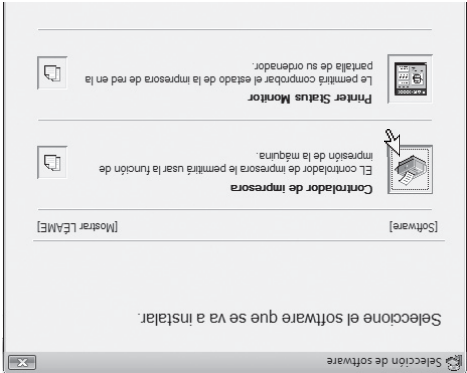 Selección de software
Seleccione el software que se va a instalar.
[Software] [Mostrar LÉAME]
Controlador de impresora
EL controlador de impresora le permitirá usar la función de
impresión de la máquina.
Printer Status Monitor
Le permitirá comprobar el estado de la impresora de red en la
pantalla de su ordenador.